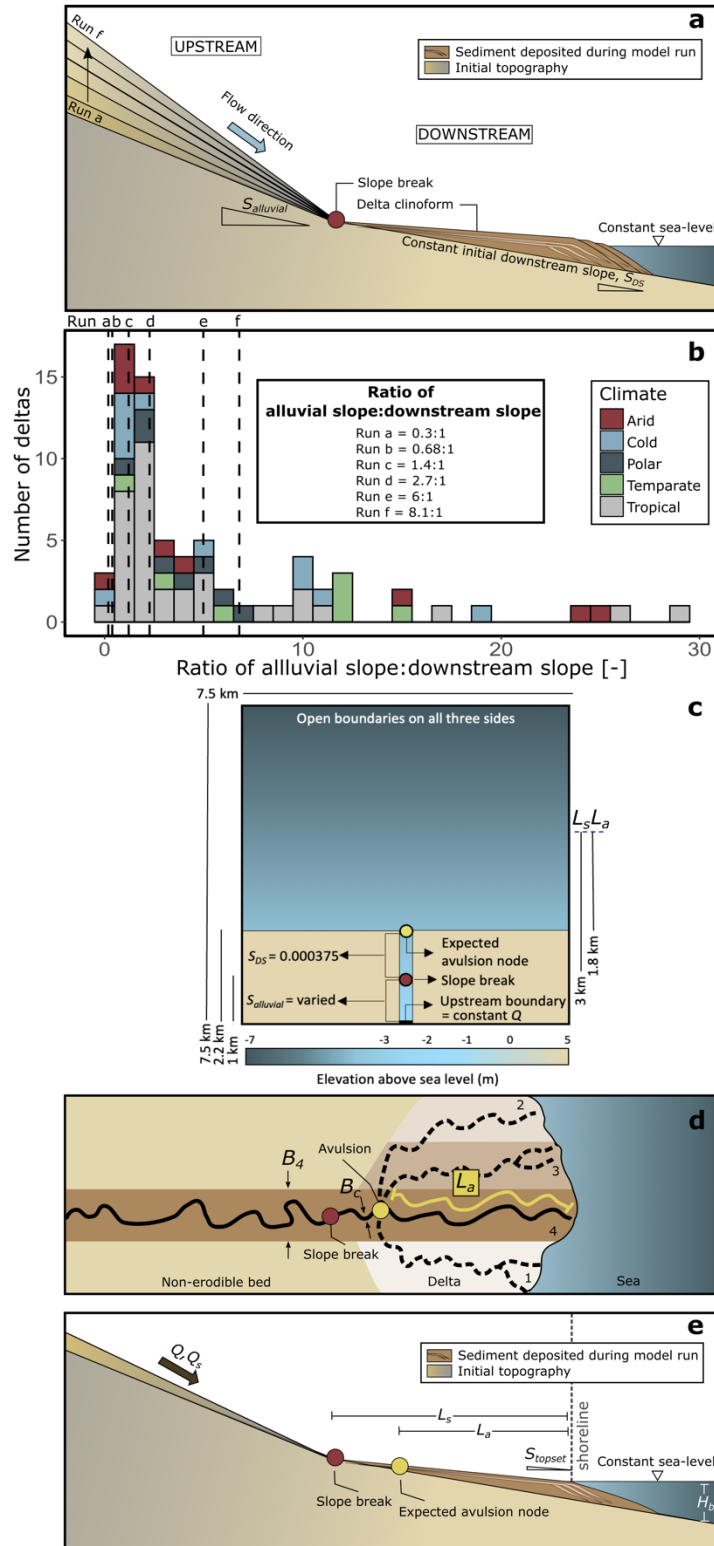 a
Run f
Run a
UPSTREAM
Sediment deposited during model run
Initial topography
Flow direction
DOWNSTREAM
S_alluvial
Slope break
Delta clinoform
Constant sea-level
Constant initial downstream slope, S_DS
Run a b c d e f
b
Number of deltas
15
10
5
0
Ratio of
alluvial slope:downstream slope
Run a = 0.3:1
Run b = 0.68:1
Run c = 1.4:1
Run d = 2.7:1
Run e = 6:1
Run f = 8.1:1
Climate
Arid
Cold
Polar
Temparate
Tropical
0 10 20 30
Ratio of allluvial slope:downstream slope [-]
c
7.5 km
Open boundaries on all three sides
L_s L_a
S_DS = 0.000375
Expected
avulsion node
Slope break
S_alluvial = varied
Upstream boundary
= constant Q
7.5 km
2.2 km
1 km
3 km
1.8 km
-7 -3 -2 -1 0 5
Elevation above sea level (m)
d
2
Avulsion
B_4
B_c
L_a
3
4
Slope break
1
Non-erodible bed
Delta
Sea
e
Q, Q_s
Sediment deposited during model run
Initial topography
L_s
L_a
shoreline
S_topset
Constant sea-level
H_b
Slope break
Expected avulsion node